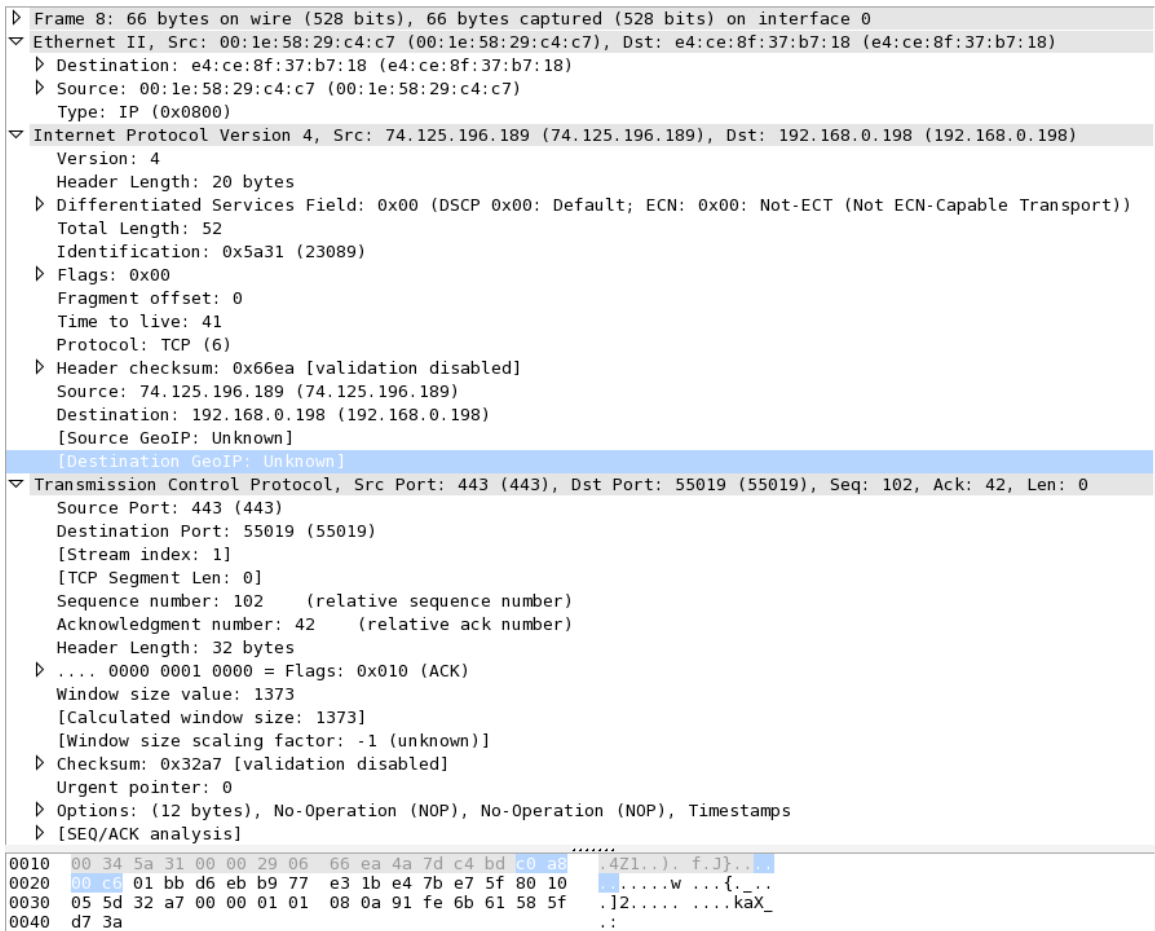 Frame 8: 66 bytes on wire (528 bits), 66 bytes captured (528 bits) on interface 0
Ethernet II, Src: 00:1e:58:29:c4:c7 (00:1e:58:29:c4:c7), Dst: e4:ce:8f:37:b7:18 (e4:ce:8f:37:b7:18)
Destination: e4:ce:8f:37:b7:18 (e4:ce:8f:37:b7:18)
Source: 00:1e:58:29:c4:c7 (00:1e:58:29:c4:c7)
Type: IP (0x0800)
Internet Protocol Version 4, Src: 74.125.196.189 (74.125.196.189), Dst: 192.168.0.198 (192.168.0.198)
Version: 4
Header Length: 20 bytes
Differentiated Services Field: 0x00 (DSCP 0x00: Default; ECN: 0x00: Not-ECT (Not ECN-Capable Transport))
Total Length: 52
Identification: 0x5a31 (23089)
Flags: 0x00
Fragment offset: 0
Time to live: 41
Protocol: TCP (6)
Header checksum: 0x66ea [validation disabled]
Source: 74.125.196.189 (74.125.196.189)
Destination: 192.168.0.198 (192.168.0.198)
[Source GeoIP: Unknown]
[Destination GeoIP: Unknown]
Transmission Control Protocol, Src Port: 443 (443), Dst Port: 55019 (55019), Seq: 102, Ack: 42, Len: 0
Source Port: 443 (443)
Destination Port: 55019 (55019)
[Stream index: 1]
[TCP Segment Len: 0]
Sequence number: 102    (relative sequence number)
Acknowledgment number: 42    (relative ack number)
Header Length: 32 bytes
.... 0000 0001 0000 = Flags: 0x010 (ACK)
Window size value: 1373
[Calculated window size: 1373]
[Window size scaling factor: -1 (unknown)]
Checksum: 0x32a7 [validation disabled]
Urgent pointer: 0
Options: (12 bytes), No-Operation (NOP), No-Operation (NOP), Timestamps
[SEQ/ACK analysis]
0010  00 34 5a 31 00 00 29 06  66 ea 4a 7d c4 bd c0 a8   .4Z1..). f.J}....
0020  00 c6 01 bb d6 eb b9 77  e3 1b e4 7b e7 5f 80 10   .......w ...{._..
0030  05 5d 32 a7 00 00 01 01  08 0a 91 fe 6b 61 58 5f   .]2..... ....kaX_
0040  d7 3a                                              .: